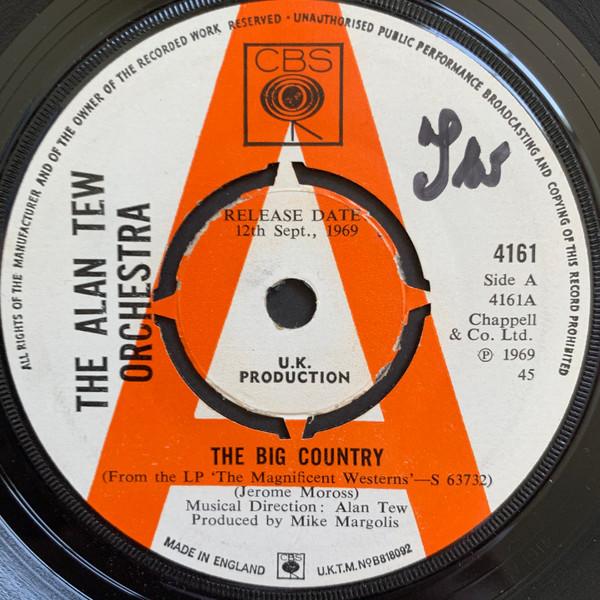 ALL RIGHTS OF THE MANUFACTURER AND OF THE OWNER OF THE RECORDED WORK RESERVED · UNAUTHORISED PUBLIC PERFORMANCE BROADCASTING AND COPYING OF THIS RECORD PROHIBITED
CBS
THE ALAN TEW
ORCHESTRA
RELEASE DATE
12th Sept., 1969
4161
Side A
4161A
Chappell
& Co. Ltd.
℗ 1969
45
U.K.
PRODUCTION
THE BIG COUNTRY
(From the LP 'The Magnificent Westerns'—S 63732)
(Jerome Moross)
Musical Direction: Alan Tew
Produced by Mike Margolis
MADE IN ENGLAND
CBS
U.K.T.M. Nº B818092